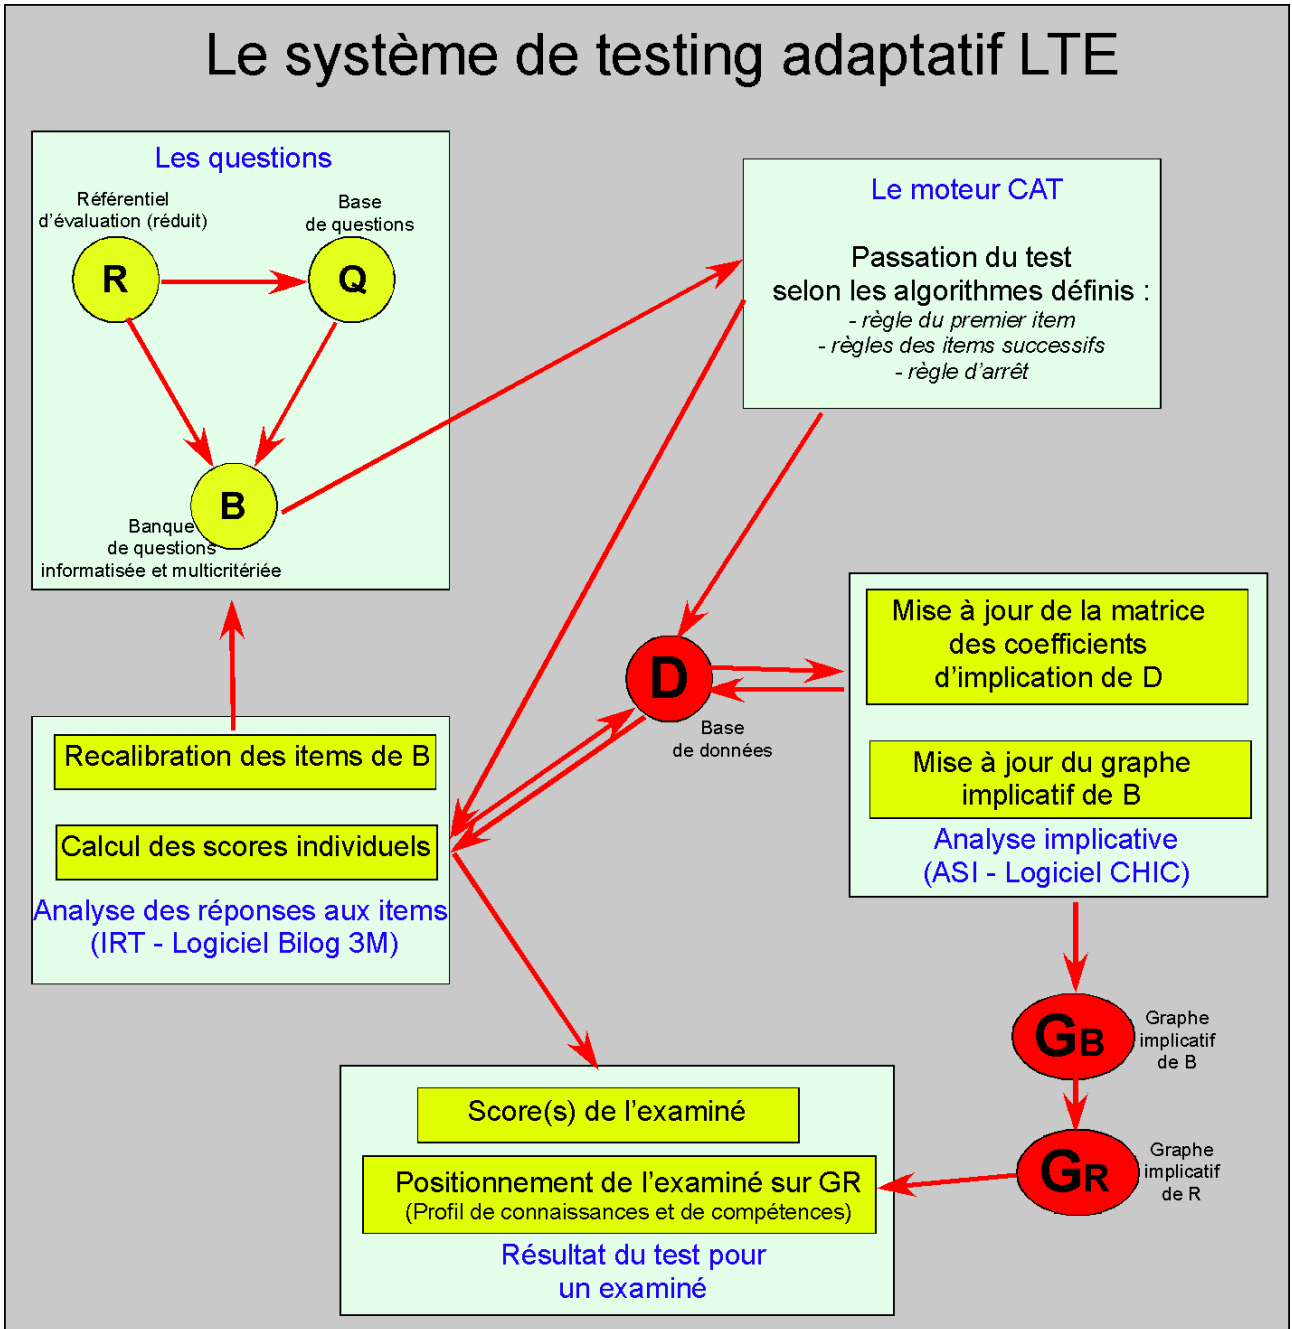 Le système de testing adaptatif LTE
Les questions
Référentiel
d'évaluation (réduit)
Base
de questions
R
Q
B
Banque
de questions
informatisée et multicritériée
Le moteur CAT
Passation du test
selon les algorithmes définis :
- règle du premier item
- règles des items successifs
- règle d'arrêt
D
Base
de données
Mise à jour de la matrice
des coefficients
d'implication de D
Mise à jour du graphe
implicatif de B
Analyse implicative
(ASI - Logiciel CHIC)
Recalibration des items de B
Calcul des scores individuels
Analyse des réponses aux items
(IRT - Logiciel Bilog 3M)
GB
Graphe
implicatif
de B
GR
Graphe
implicatif
de R
Score(s) de l'examiné
Positionnement de l'examiné sur GR
(Profil de connaissances et de compétences)
Résultat du test pour
un examiné